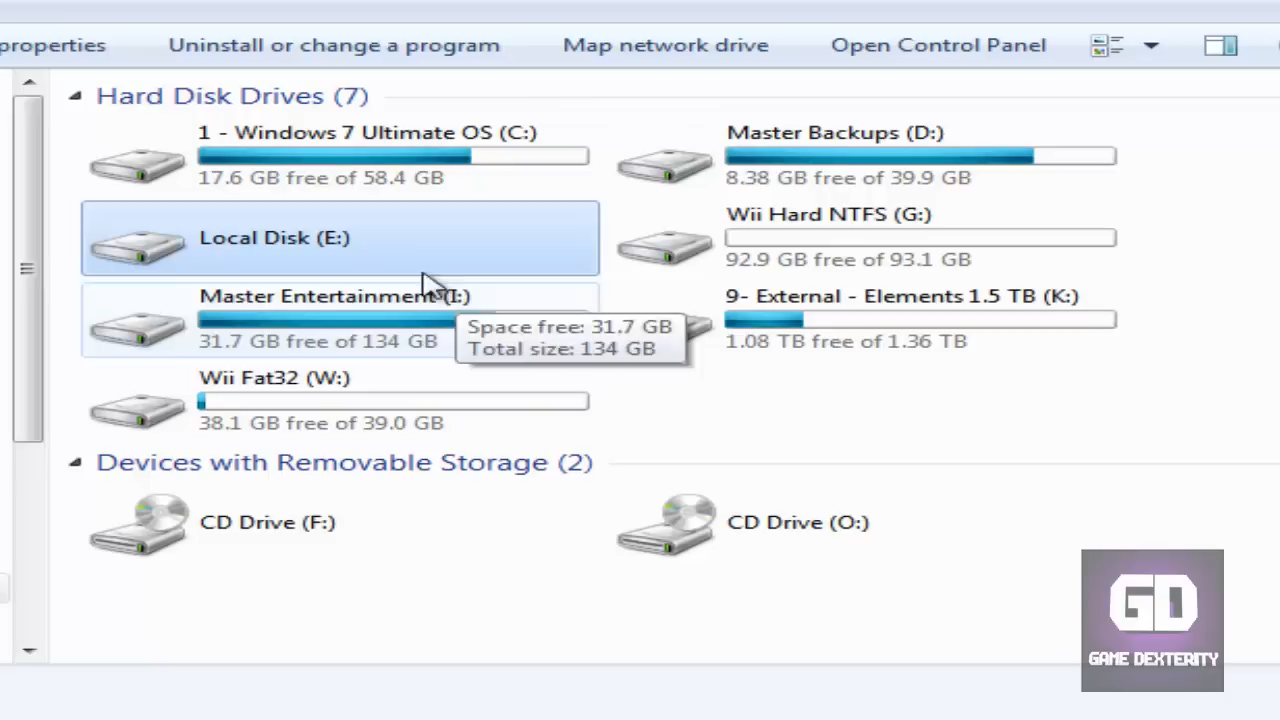 properties Uninstall or change a program Map network drive Open Control Panel
Hard Disk Drives (7)
1 - Windows 7 Ultimate OS (C:)
17.6 GB free of 58.4 GB
Master Backups (D:)
8.38 GB free of 39.9 GB
Local Disk (E:)
Wii Hard NTFS (G:)
92.9 GB free of 93.1 GB
Master Entertainment (I:)
31.7 GB free of 134 GB
Space free: 31.7 GB
Total size: 134 GB
9- External - Elements 1.5 TB (K:)
1.08 TB free of 1.36 TB
Wii Fat32 (W:)
38.1 GB free of 39.0 GB
Devices with Removable Storage (2)
CD Drive (F:)
CD Drive (O:)
GD
GAME DEXTERITY